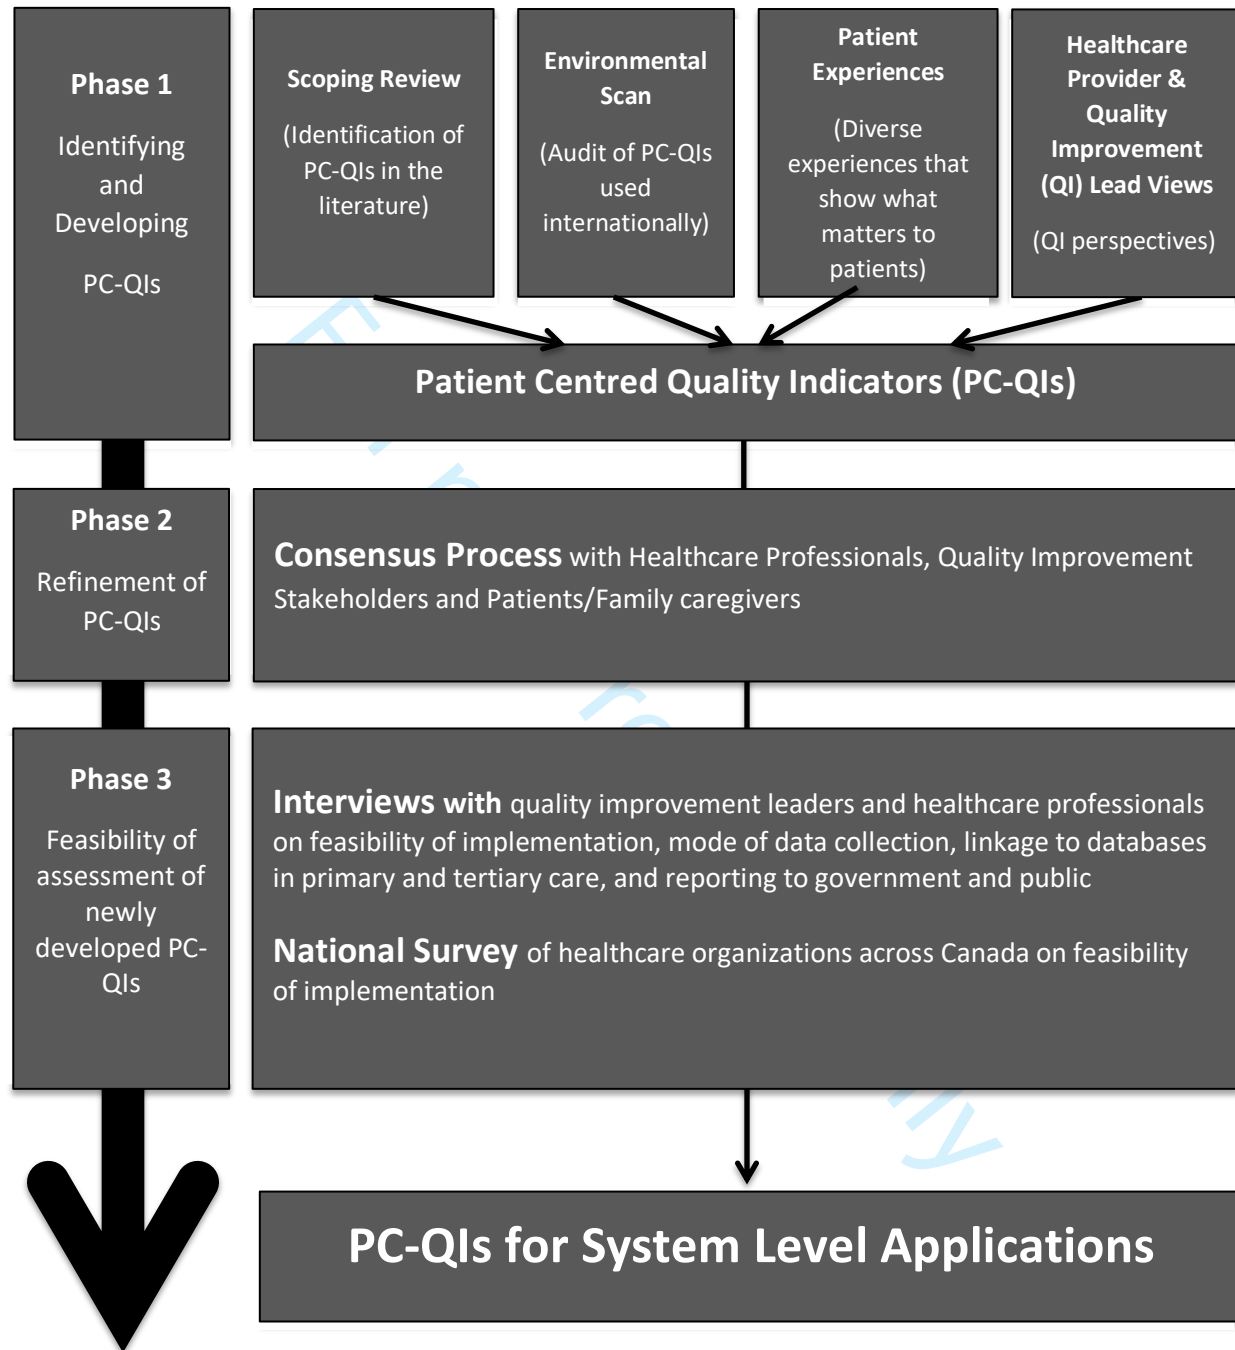 Phase 1
Identifying
and
Developing
PC-QIs
Scoping Review
(Identification of
PC-QIs in the
literature)
Environmental
Scan
(Audit of PC-QIs
used
internationally)
Patient
Experiences
(Diverse
experiences that
show what
matters to
patients)
Healthcare
Provider &
Quality
Improvement
(QI) Lead Views
(QI perspectives)
Patient Centred Quality Indicators (PC-QIs)
Phase 2
Refinement of
PC-QIs
Consensus Process with Healthcare Professionals, Quality Improvement
Stakeholders and Patients/Family caregivers
Phase 3
Feasibility of
assessment of
newly
developed PC-
QIs
Interviews with quality improvement leaders and healthcare professionals
on feasibility of implementation, mode of data collection, linkage to databases
in primary and tertiary care, and reporting to government and public
National Survey of healthcare organizations across Canada on feasibility
of implementation
PC-QIs for System Level Applications